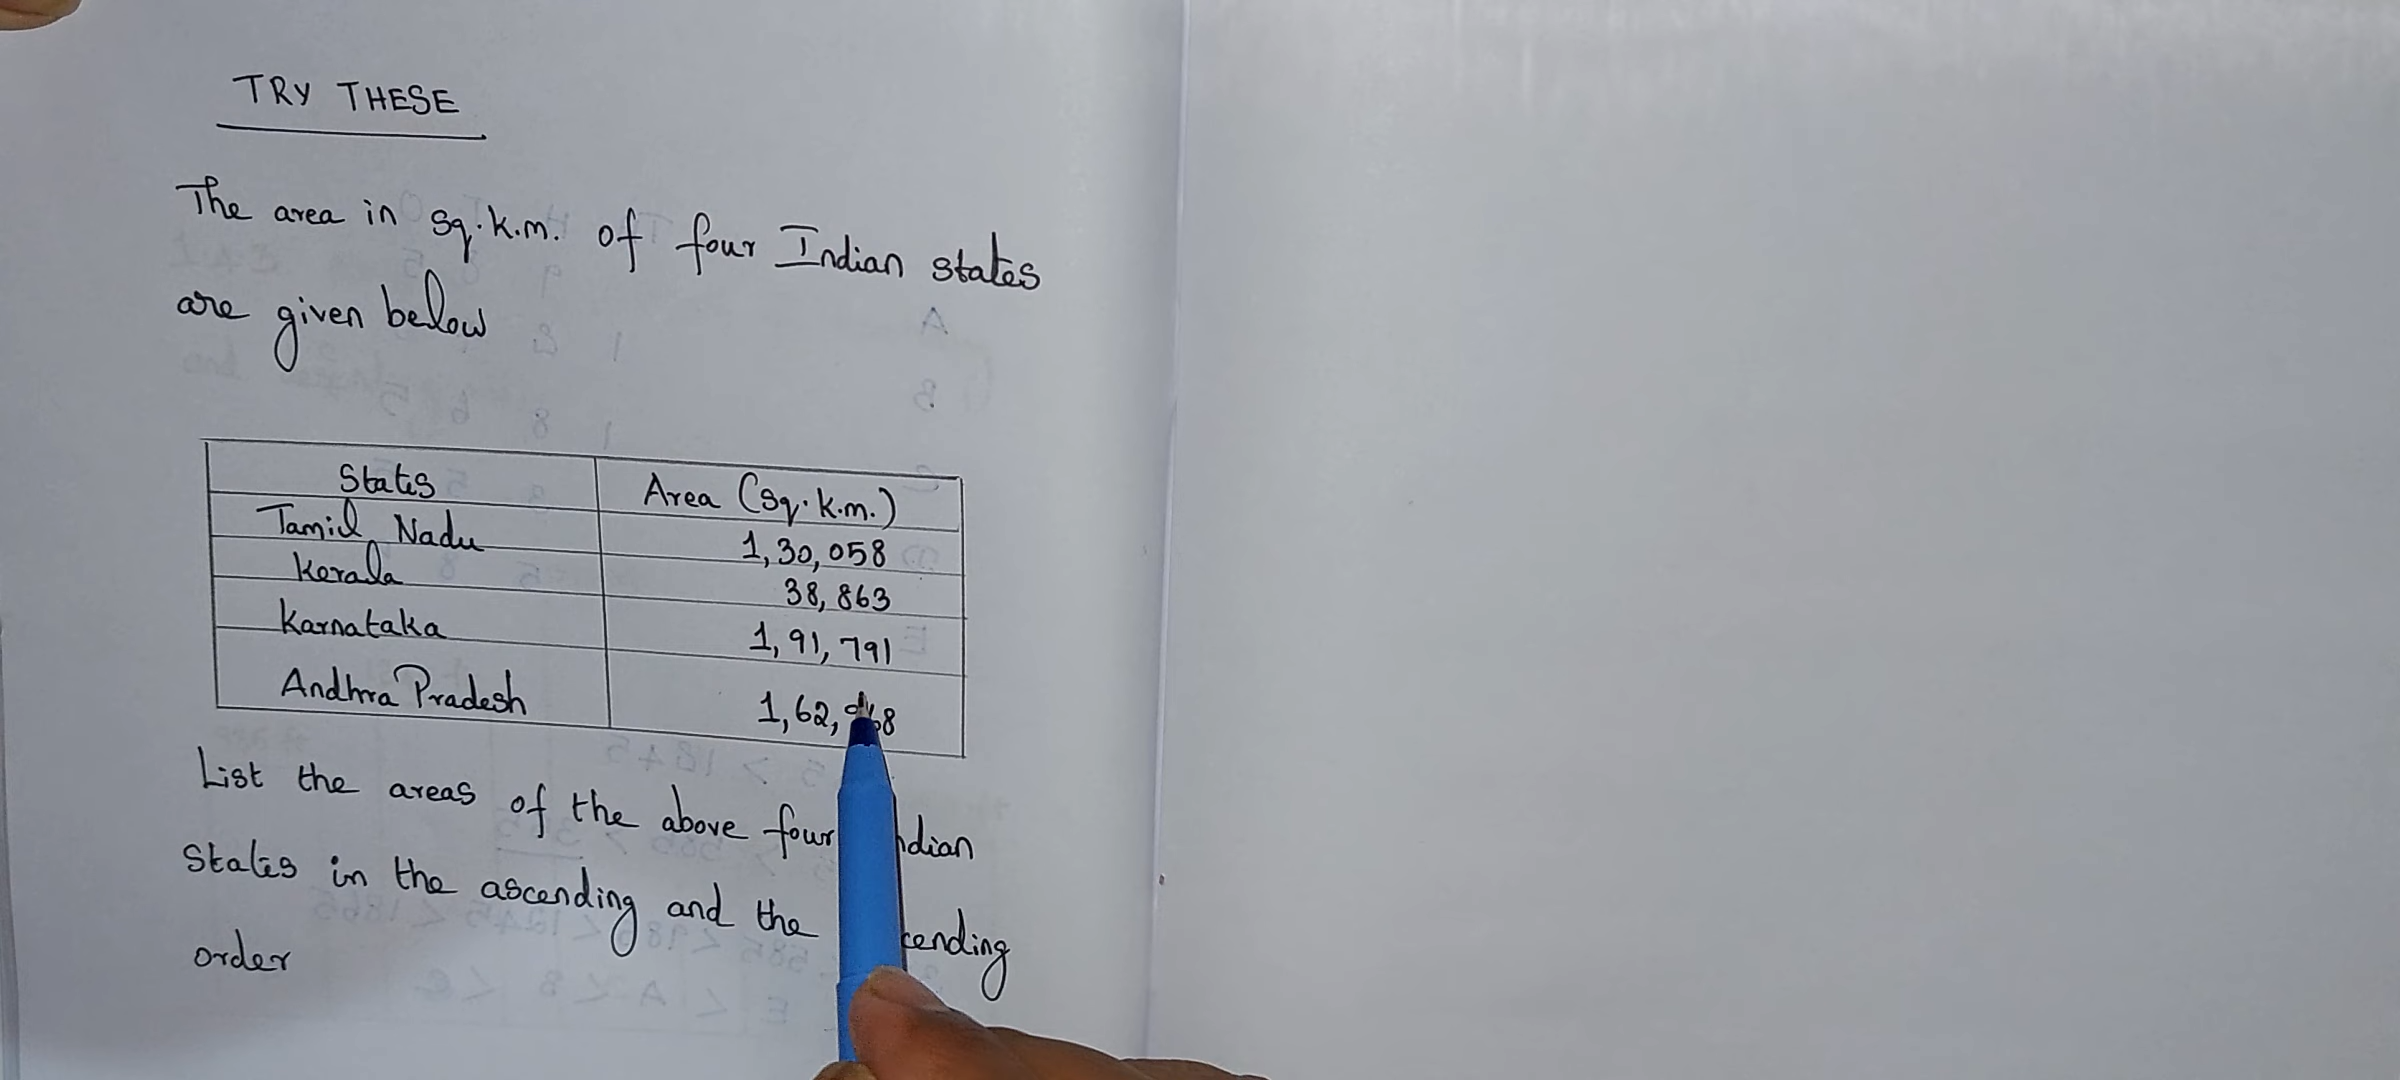 TRY THESE
The area in sq.k.m. of four Indian states
are given below
States Area (sq.k.m.)
Tamil Nadu 1,30,058
Kerala 38,863
Karnataka 1,91,791
Andhra Pradesh
List the areas of the above four
states in the ascending and the
order